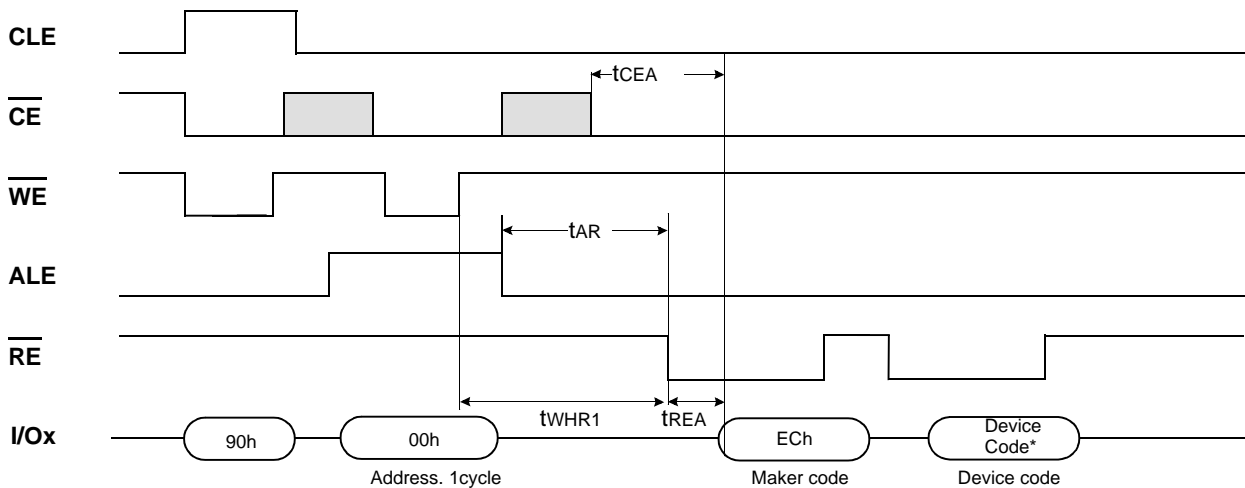 CLE
tCEA
CE
WE
tAR
ALE
RE
tWHR1
tREA
I/Ox
90h
00h
ECh
Device
Code*
Address. 1cycle
Maker code
Device code